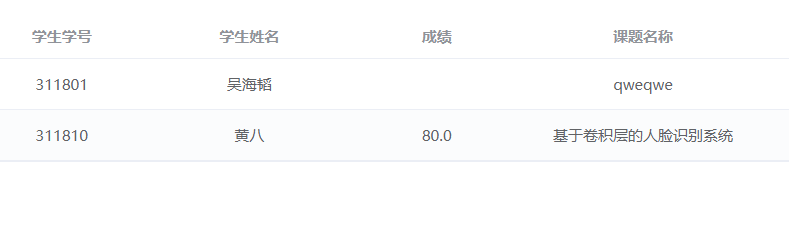 学生学号 学生姓名 成绩 课题名称
311801 吴海韬 qweqwe
311810 黄八 80.0 基于卷积层的人脸识别系统